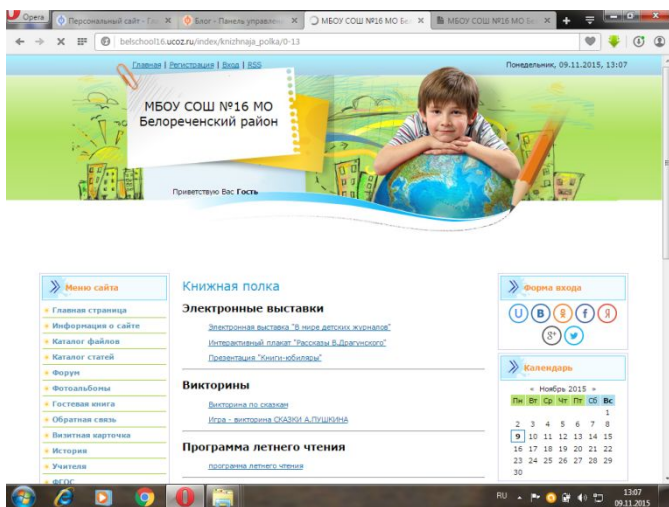 Opera
Персональный сайт - Гла
Блог - Панель управлени
МБОУ СОШ №16 МО Бел
МБОУ СОШ №16 МО Бел
belschool16.ucoz.ru/index/knizhnaja_polka/0-13
Главная | Регистрация | Вход | RSS
Понедельник, 09.11.2015, 13:07
МБОУ СОШ №16 МО
Белореченский район
Приветствую Вас Гость
Меню сайта
Главная страница
Информация о сайте
Каталог файлов
Каталог статей
Форум
Фотоальбомы
Гостевая книга
Обратная связь
Визитная карточка
История
Учителя
ФГОС
Книжная полка
Электронные выставки
Электронная выставка "В мире детских журналов"
Интерактивный плакат "Рассказы В.Драгунского"
Презентация "Книги-юбиляры"
Викторины
Викторина по сказкам
Игра - викторина СКАЗКИ А.ПУШКИНА
Программа летнего чтения
программа летнего чтения
Форма входа
Календарь
« Ноябрь 2015 »
Пн Вт Ср Чт Пт Сб Вс
1
2 3 4 5 6 7 8
9 10 11 12 13 14 15
16 17 18 19 20 21 22
23 24 25 26 27 28 29
30
RU
13:07
09.11.2015